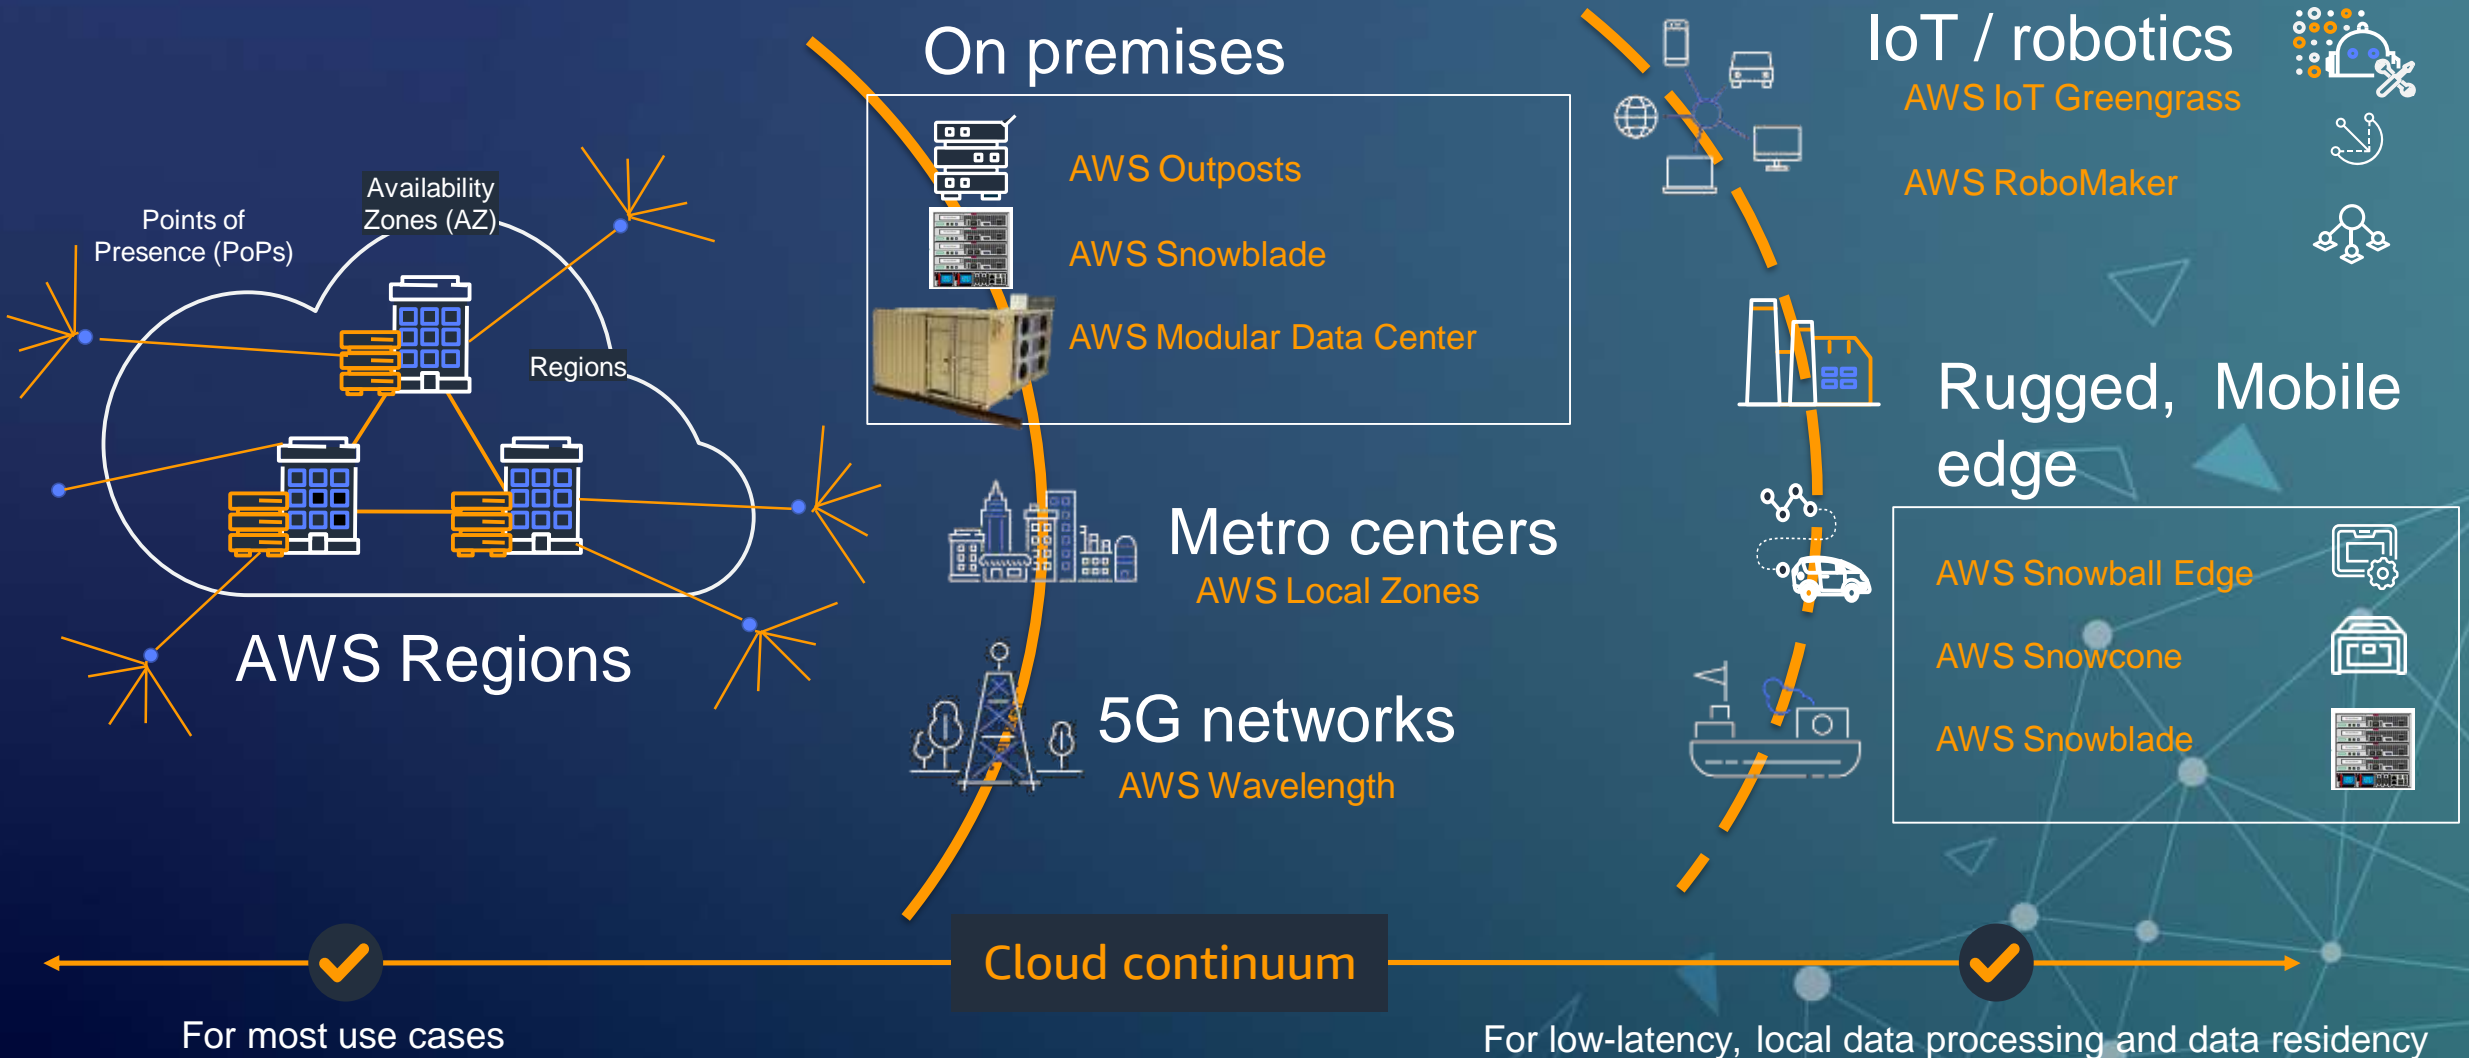 Points of
Presence (PoPs)
Availability
Zones (AZ)
Regions
AWS Regions
On premises
AWS Outposts
AWS Snowblade
AWS Modular Data Center
Metro centers
AWS Local Zones
5G networks
AWS Wavelength
IoT / robotics
AWS IoT Greengrass
AWS RoboMaker
Rugged, Mobile
edge
AWS Snowball Edge
AWS Snowcone
AWS Snowblade
Cloud continuum
For most use cases
For low-latency, local data processing and data residency